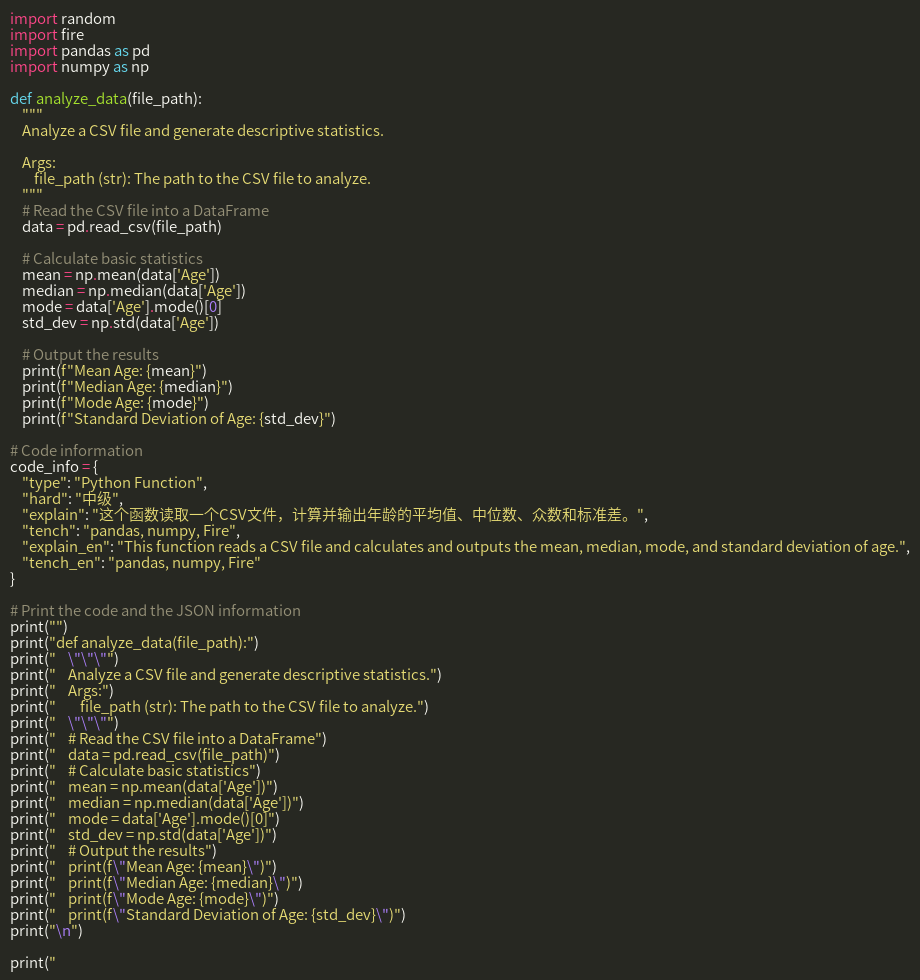 import random
import fire
import pandas as pd
import numpy as np

def analyze_data(file_path):
    """
    Analyze a CSV file and generate descriptive statistics.

    Args:
        file_path (str): The path to the CSV file to analyze.
    """
    # Read the CSV file into a DataFrame
    data = pd.read_csv(file_path)

    # Calculate basic statistics
    mean = np.mean(data['Age'])
    median = np.median(data['Age'])
    mode = data['Age'].mode()[0]
    std_dev = np.std(data['Age'])

    # Output the results
    print(f"Mean Age: {mean}")
    print(f"Median Age: {median}")
    print(f"Mode Age: {mode}")
    print(f"Standard Deviation of Age: {std_dev}")

# Code information
code_info = {
    "type": "Python Function",
    "hard": "中级",
    "explain": "这个函数读取一个CSV文件，计算并输出年龄的平均值、中位数、众数和标准差。",
    "tench": "pandas, numpy, Fire",
    "explain_en": "This function reads a CSV file and calculates and outputs the mean, median, mode, and standard deviation of age.",
    "tench_en": "pandas, numpy, Fire"
}

# Print the code and the JSON information
print("")
print("def analyze_data(file_path):")
print("    \"\"\"")
print("    Analyze a CSV file and generate descriptive statistics.")
print("    Args:")
print("        file_path (str): The path to the CSV file to analyze.")
print("    \"\"\"")
print("    # Read the CSV file into a DataFrame")
print("    data = pd.read_csv(file_path)")
print("    # Calculate basic statistics")
print("    mean = np.mean(data['Age'])")
print("    median = np.median(data['Age'])")
print("    mode = data['Age'].mode()[0]")
print("    std_dev = np.std(data['Age'])")
print("    # Output the results")
print("    print(f\"Mean Age: {mean}\")")
print("    print(f\"Median Age: {median}\")")
print("    print(f\"Mode Age: {mode}\")")
print("    print(f\"Standard Deviation of Age: {std_dev}\")")
print("\n")

print("